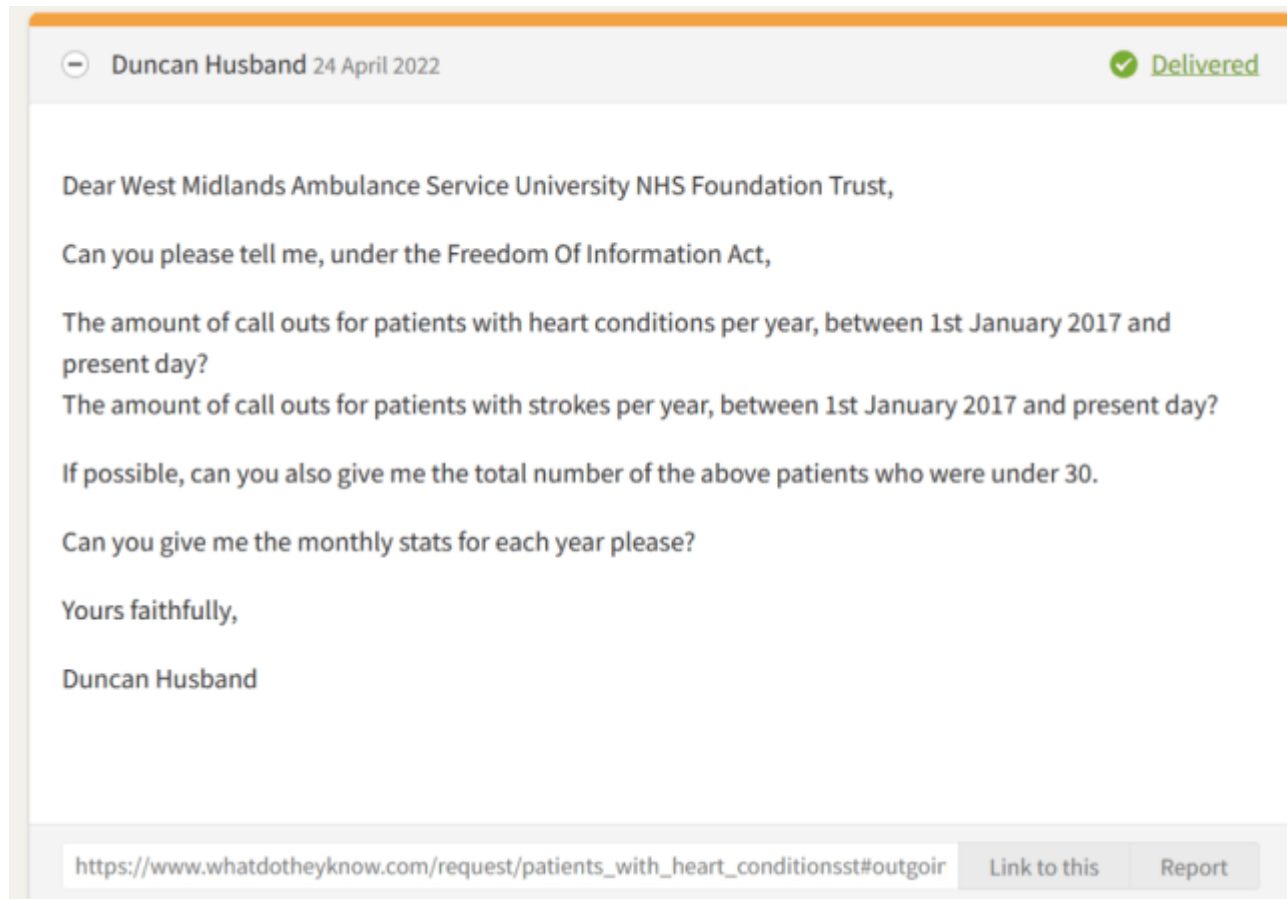 Duncan Husband 24 April 2022
Delivered
Dear West Midlands Ambulance Service University NHS Foundation Trust,
Can you please tell me, under the Freedom Of Information Act,
The amount of call outs for patients with heart conditions per year, between 1st January 2017 and
present day?
The amount of call outs for patients with strokes per year, between 1st January 2017 and present day?
If possible, can you also give me the total number of the above patients who were under 30.
Can you give me the monthly stats for each year please?
Yours faithfully,
Duncan Husband
https://www.whatdotheyknow.com/request/patients_with_heart_conditionsst#outgoir
Link to this
Report